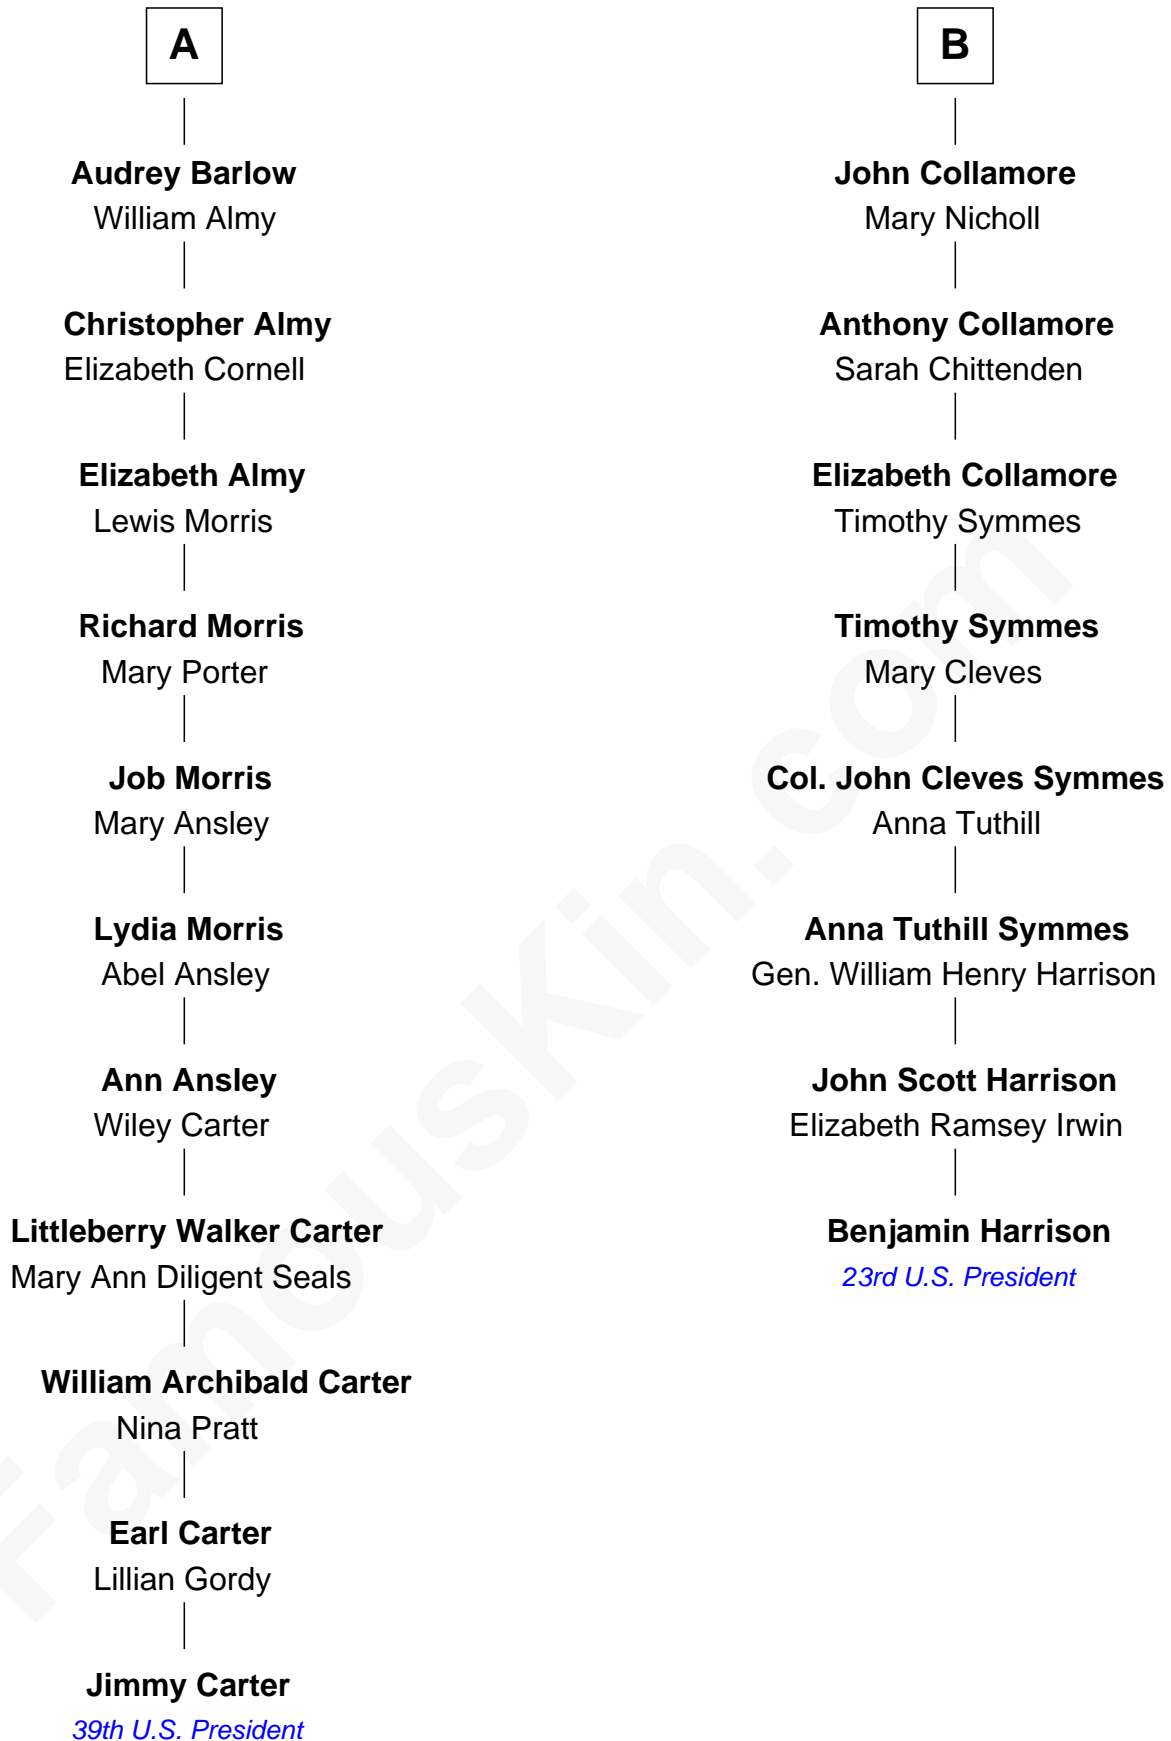 A
Audrey Barlow
William Almy
Christopher Almy
Elizabeth Cornell
Elizabeth Almy
Lewis Morris
Richard Morris
Mary Porter
Job Morris
Mary Ansley
Lydia Morris
Abel Ansley
Ann Ansley
Wiley Carter
Littleberry Walker Carter
Mary Ann Diligent Seals
William Archibald Carter
Nina Pratt
Earl Carter
Lillian Gordy
Jimmy Carter
39th U.S. President
B
John Collamore
Mary Nicholl
Anthony Collamore
Sarah Chittenden
Elizabeth Collamore
Timothy Symmes
Timothy Symmes
Mary Cleves
Col. John Cleves Symmes
Anna Tuthill
Anna Tuthill Symmes
Gen. William Henry Harrison
John Scott Harrison
Elizabeth Ramsey Irwin
Benjamin Harrison
23rd U.S. President
FamousKin.com